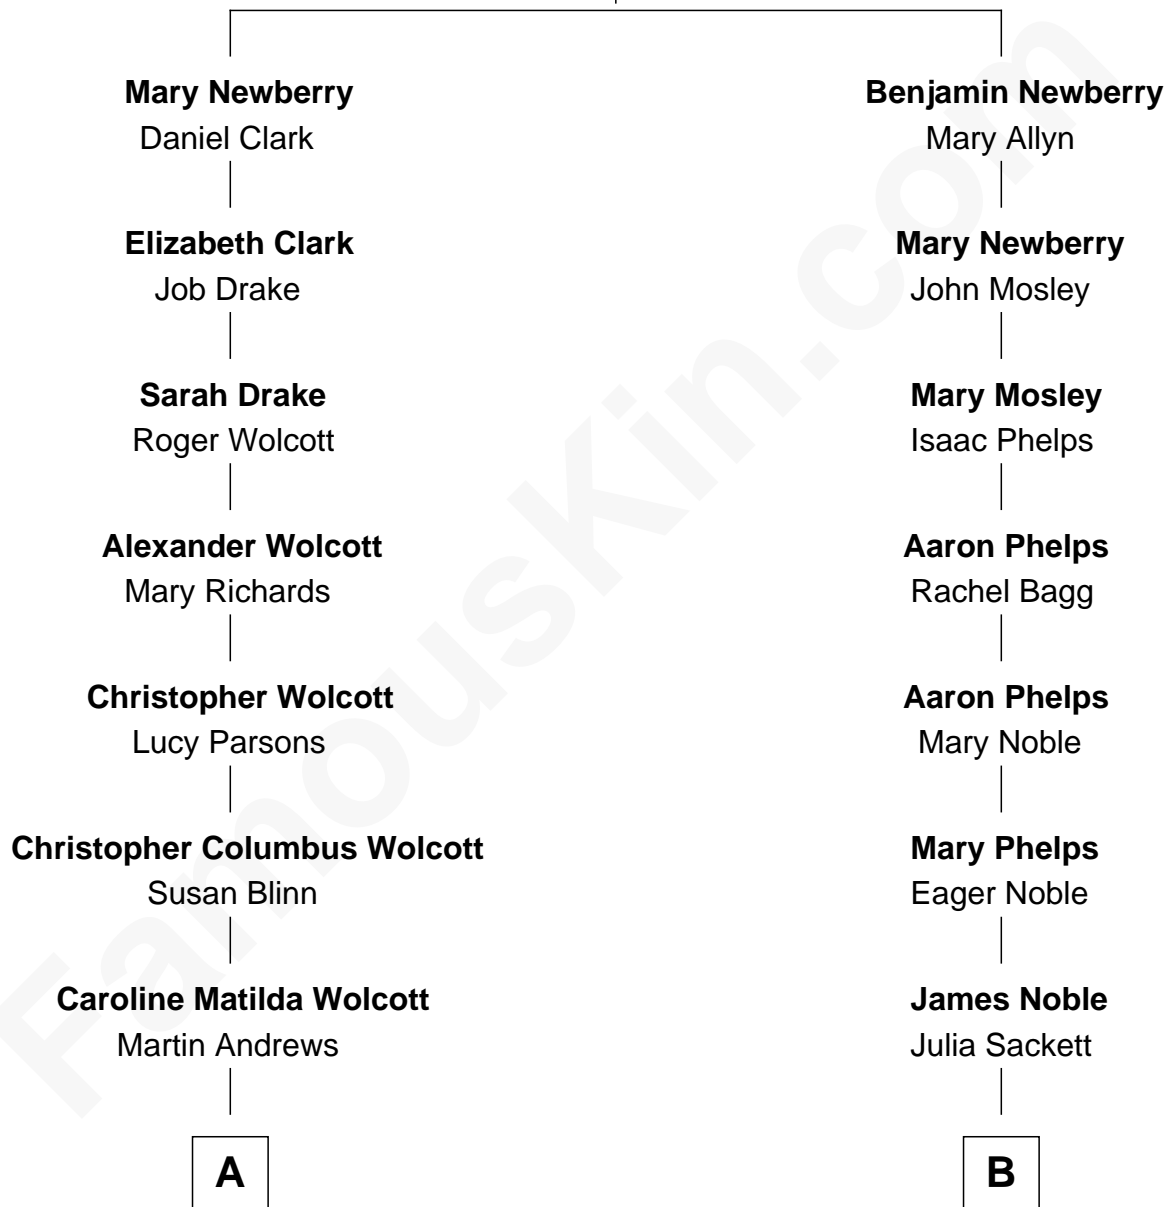 Mary Newberry
Daniel Clark
Elizabeth Clark
Job Drake
Sarah Drake
Roger Wolcott
Alexander Wolcott
Mary Richards
Christopher Wolcott
Lucy Parsons
Christopher Columbus Wolcott
Susan Blinn
Caroline Matilda Wolcott
Martin Andrews
A
Benjamin Newberry
Mary Allyn
Mary Newberry
John Mosley
Mary Mosley
Isaac Phelps
Aaron Phelps
Rachel Bagg
Aaron Phelps
Mary Noble
Mary Phelps
Eager Noble
James Noble
Julia Sackett
B
FamousKin.com